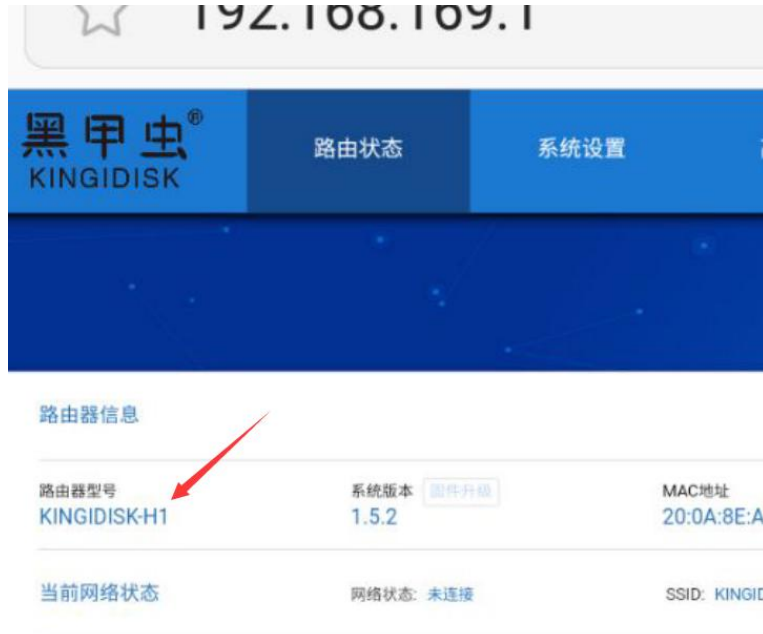 192.168.169.1
黑甲虫®
KINGIDISK
路由状态
系统设置
路由器信息
路由器型号
KINGIDISK-H1
系统版本 固件升级
1.5.2
MAC地址
20:0A:8E:A
当前网络状态
网络状态: 未连接
SSID: KINGID